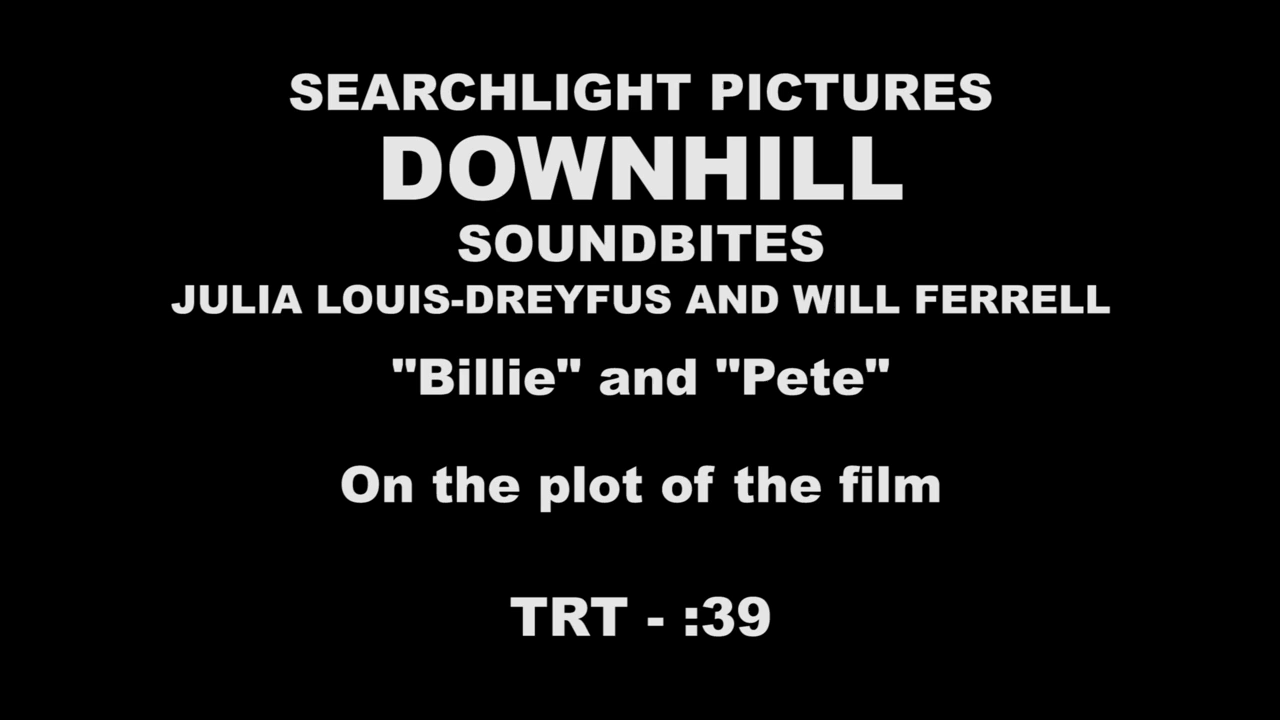 SEARCHLIGHT PICTURES
DOWNHILL
SOUNDBITES
JULIA LOUIS-DREYFUS AND WILL FERRELL
"Billie" and "Pete"
On the plot of the film
TRT - :39